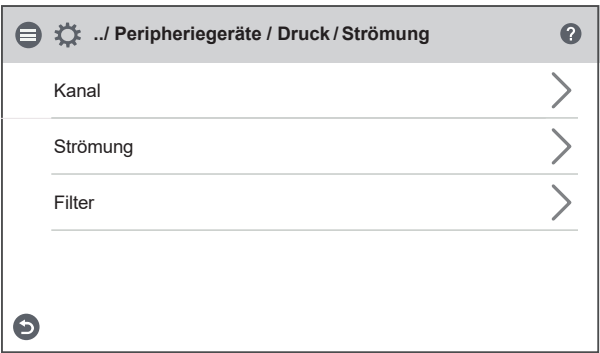 ../ Peripheriegeräte / Druck / Strömung
Kanal
Strömung
Filter